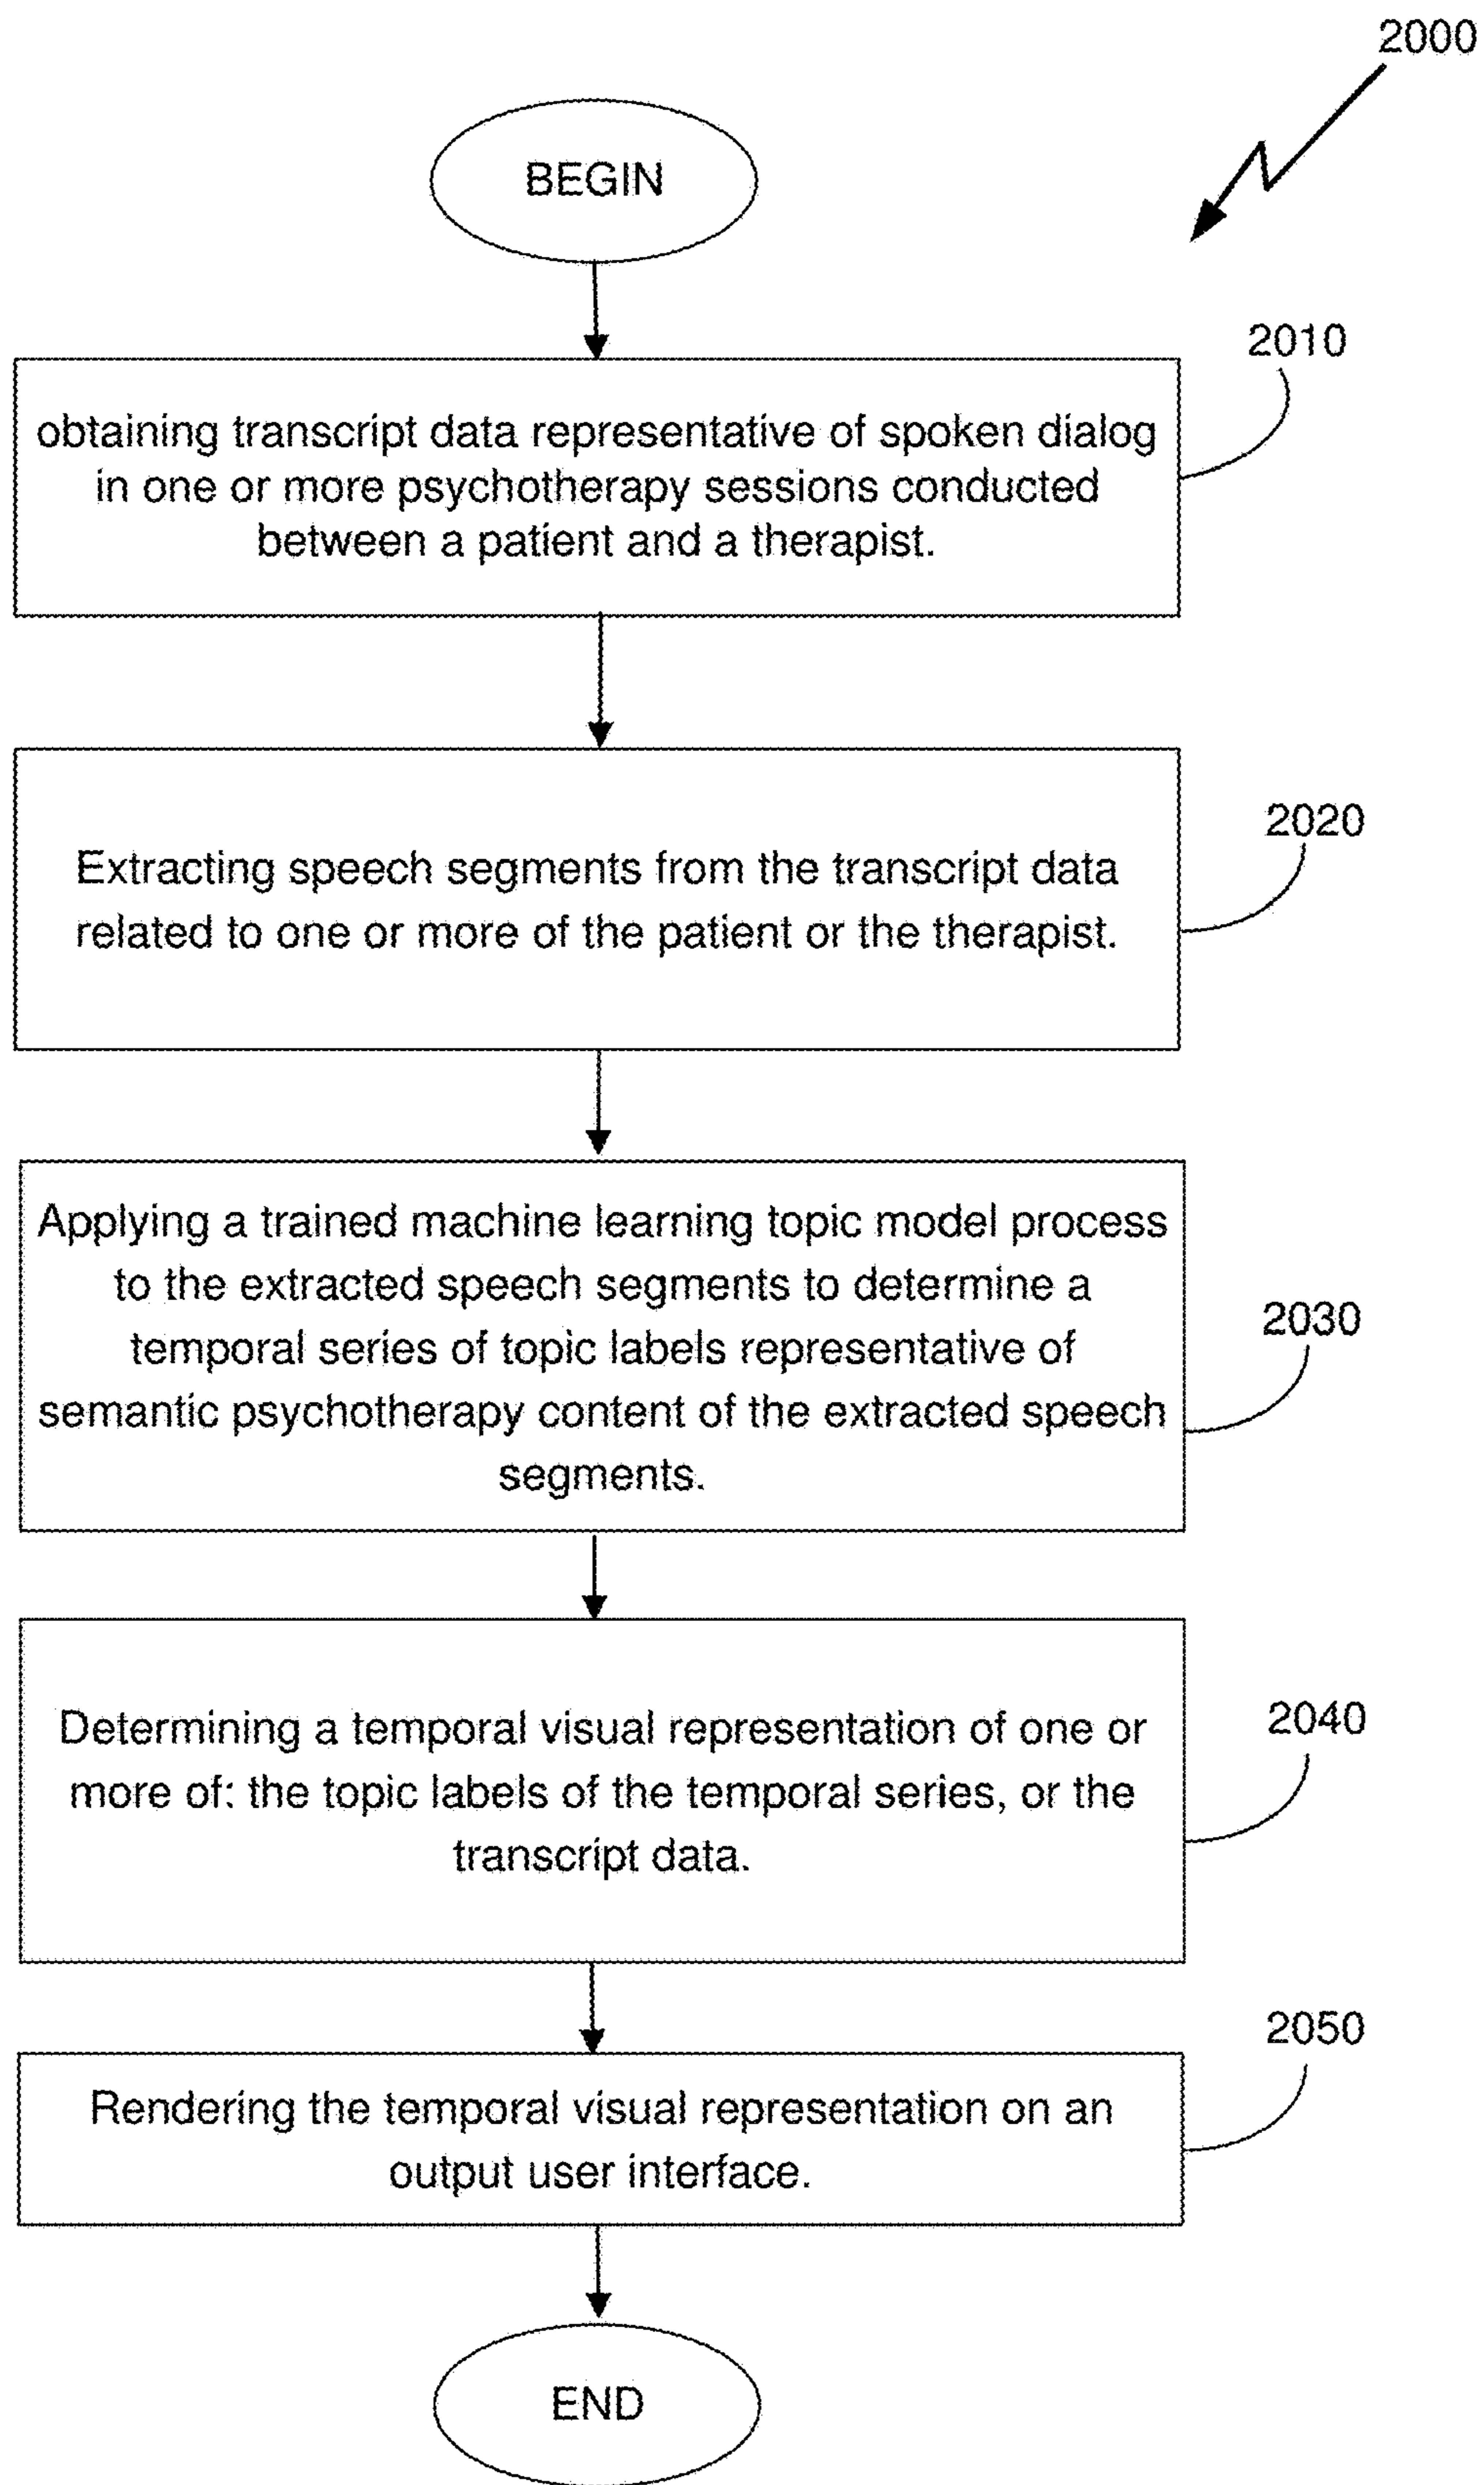 2000
BEGIN
2010
obtaining transcript data representative of spoken dialog
in one or more psychotherapy sessions conducted
between a patient and a therapist.
2020
Extracting speech segments from the transcript data
related to one or more of the patient or the therapist.
Applying a trained machine learning topic model process
to the extracted speech segments to determine a
2030
temporal series of topic labels representative of
semantic psychotherapy content of the extracted speech
segments.
2040
Determining a temporal visual representation of one or
more of: the topic labels of the temporal series, or the
transcript data.
2050
Rendering the temporal visual representation on an
output user interface.
END